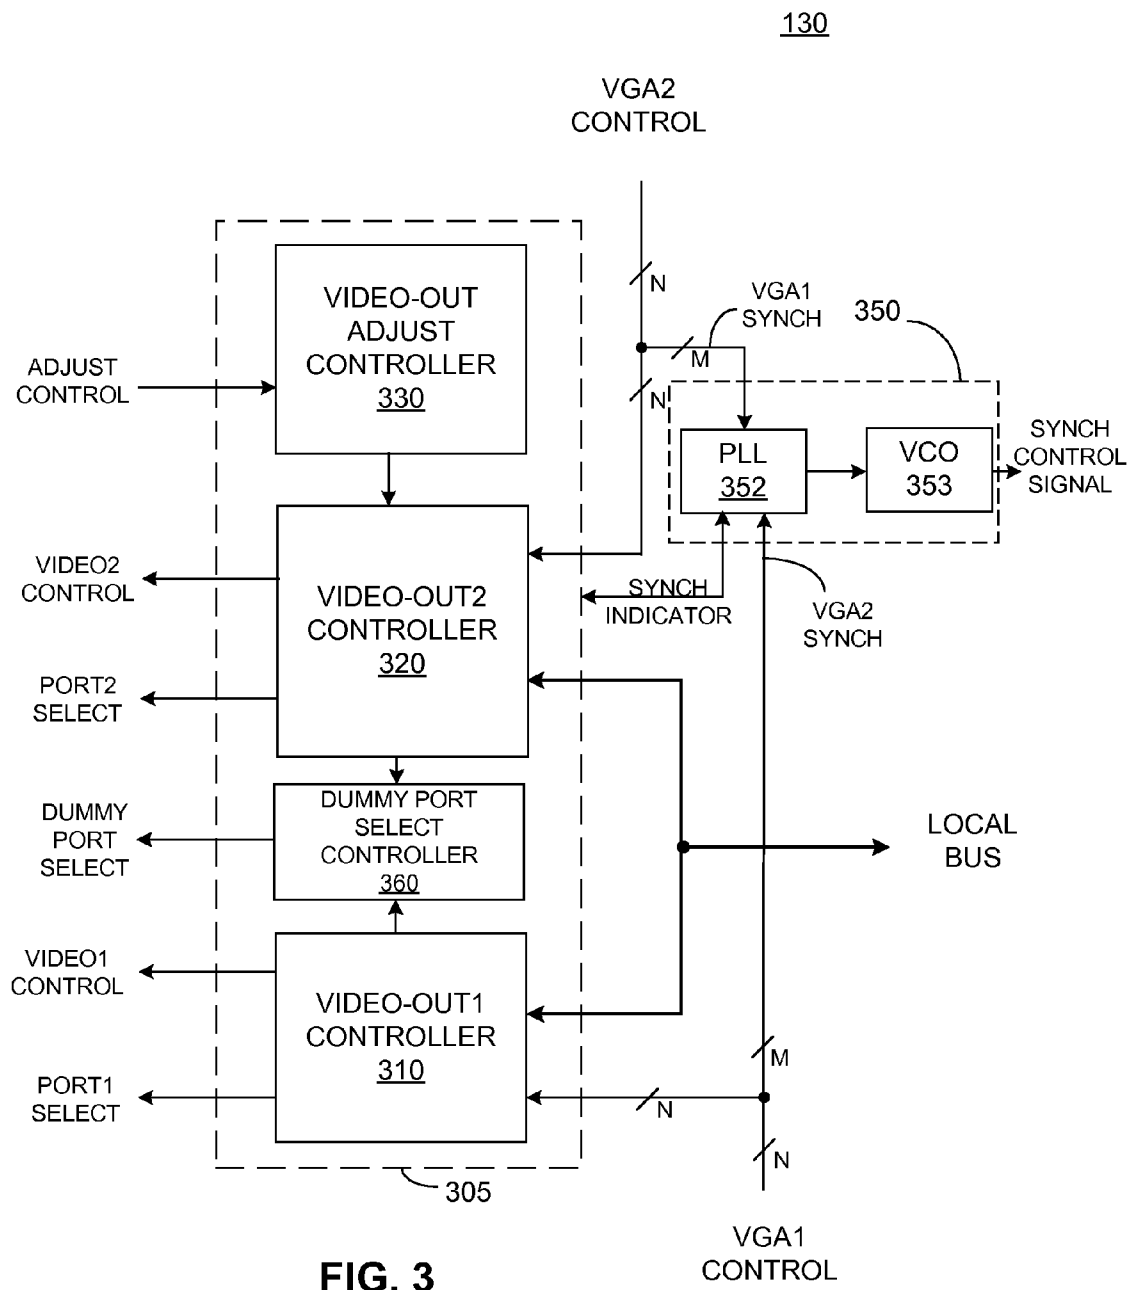 130
VGA2
CONTROL
N
VGA1
SYNCH
M
N
350
VIDEO-OUT
ADJUST
CONTROLLER
330
ADJUST
CONTROL
PLL
352
VCO
353
SYNCH
CONTROL
SIGNAL
VIDEO2
CONTROL
VIDEO-OUT2
CONTROLLER
320
SYNCH
INDICATOR
VGA2
SYNCH
PORT2
SELECT
DUMMY
PORT
SELECT
DUMMY PORT
SELECT
CONTROLLER
360
LOCAL
BUS
VIDEO1
CONTROL
VIDEO-OUT1
CONTROLLER
310
M
PORT1
SELECT
N
N
305
VGA1
CONTROL
FIG. 3